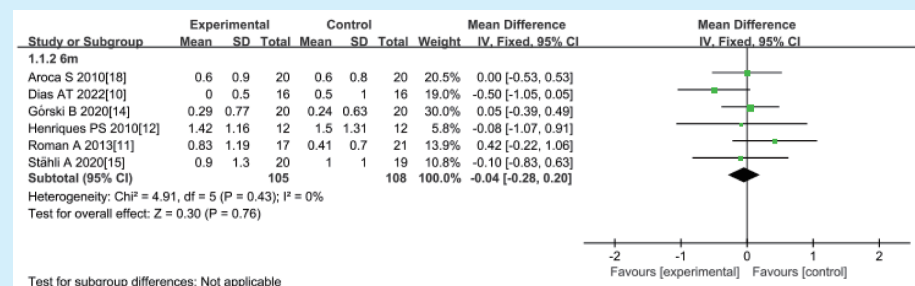 Experimental Control Mean Difference Mean Difference
Study or Subgroup Mean SD Total Mean SD Total Weight IV, Fixed, 95% CI IV, Fixed, 95% CI
1.1.2 6m
Aroca S 2010[18] 0.6 0.9 20 0.6 0.8 20 20.5% 0.00 [-0.53, 0.53]
Dias AT 2022[10] 0 0.5 16 0.5 1 16 19.0% -0.50 [-1.05, 0.05]
Górski B 2020[14] 0.29 0.77 20 0.24 0.63 20 30.2% 0.05 [-0.39, 0.49]
Henriques PS 2010[12] 1.42 1.16 12 1.5 1.31 12 5.8% -0.08 [-1.07, 0.91]
Roman A 2013[11] 0.83 1.19 17 0.41 0.7 21 13.7% 0.42 [-0.22, 1.06]
Stähli A 2020[15] 0.9 1.3 20 1 1 19 10.8% -0.10 [-0.83, 0.63]
Subtotal (95% CI) 105 108 100.0% -0.04 [-0.28, 0.20]
Heterogeneity: Chi² = 4.91, df = 5 (P = 0.43); I² = 0%
Test for overall effect: Z = 0.30 (P = 0.76)
-2 -1 0 1 2
Favours [experimental] Favours [control]
Test for subgroup differences: Not applicable